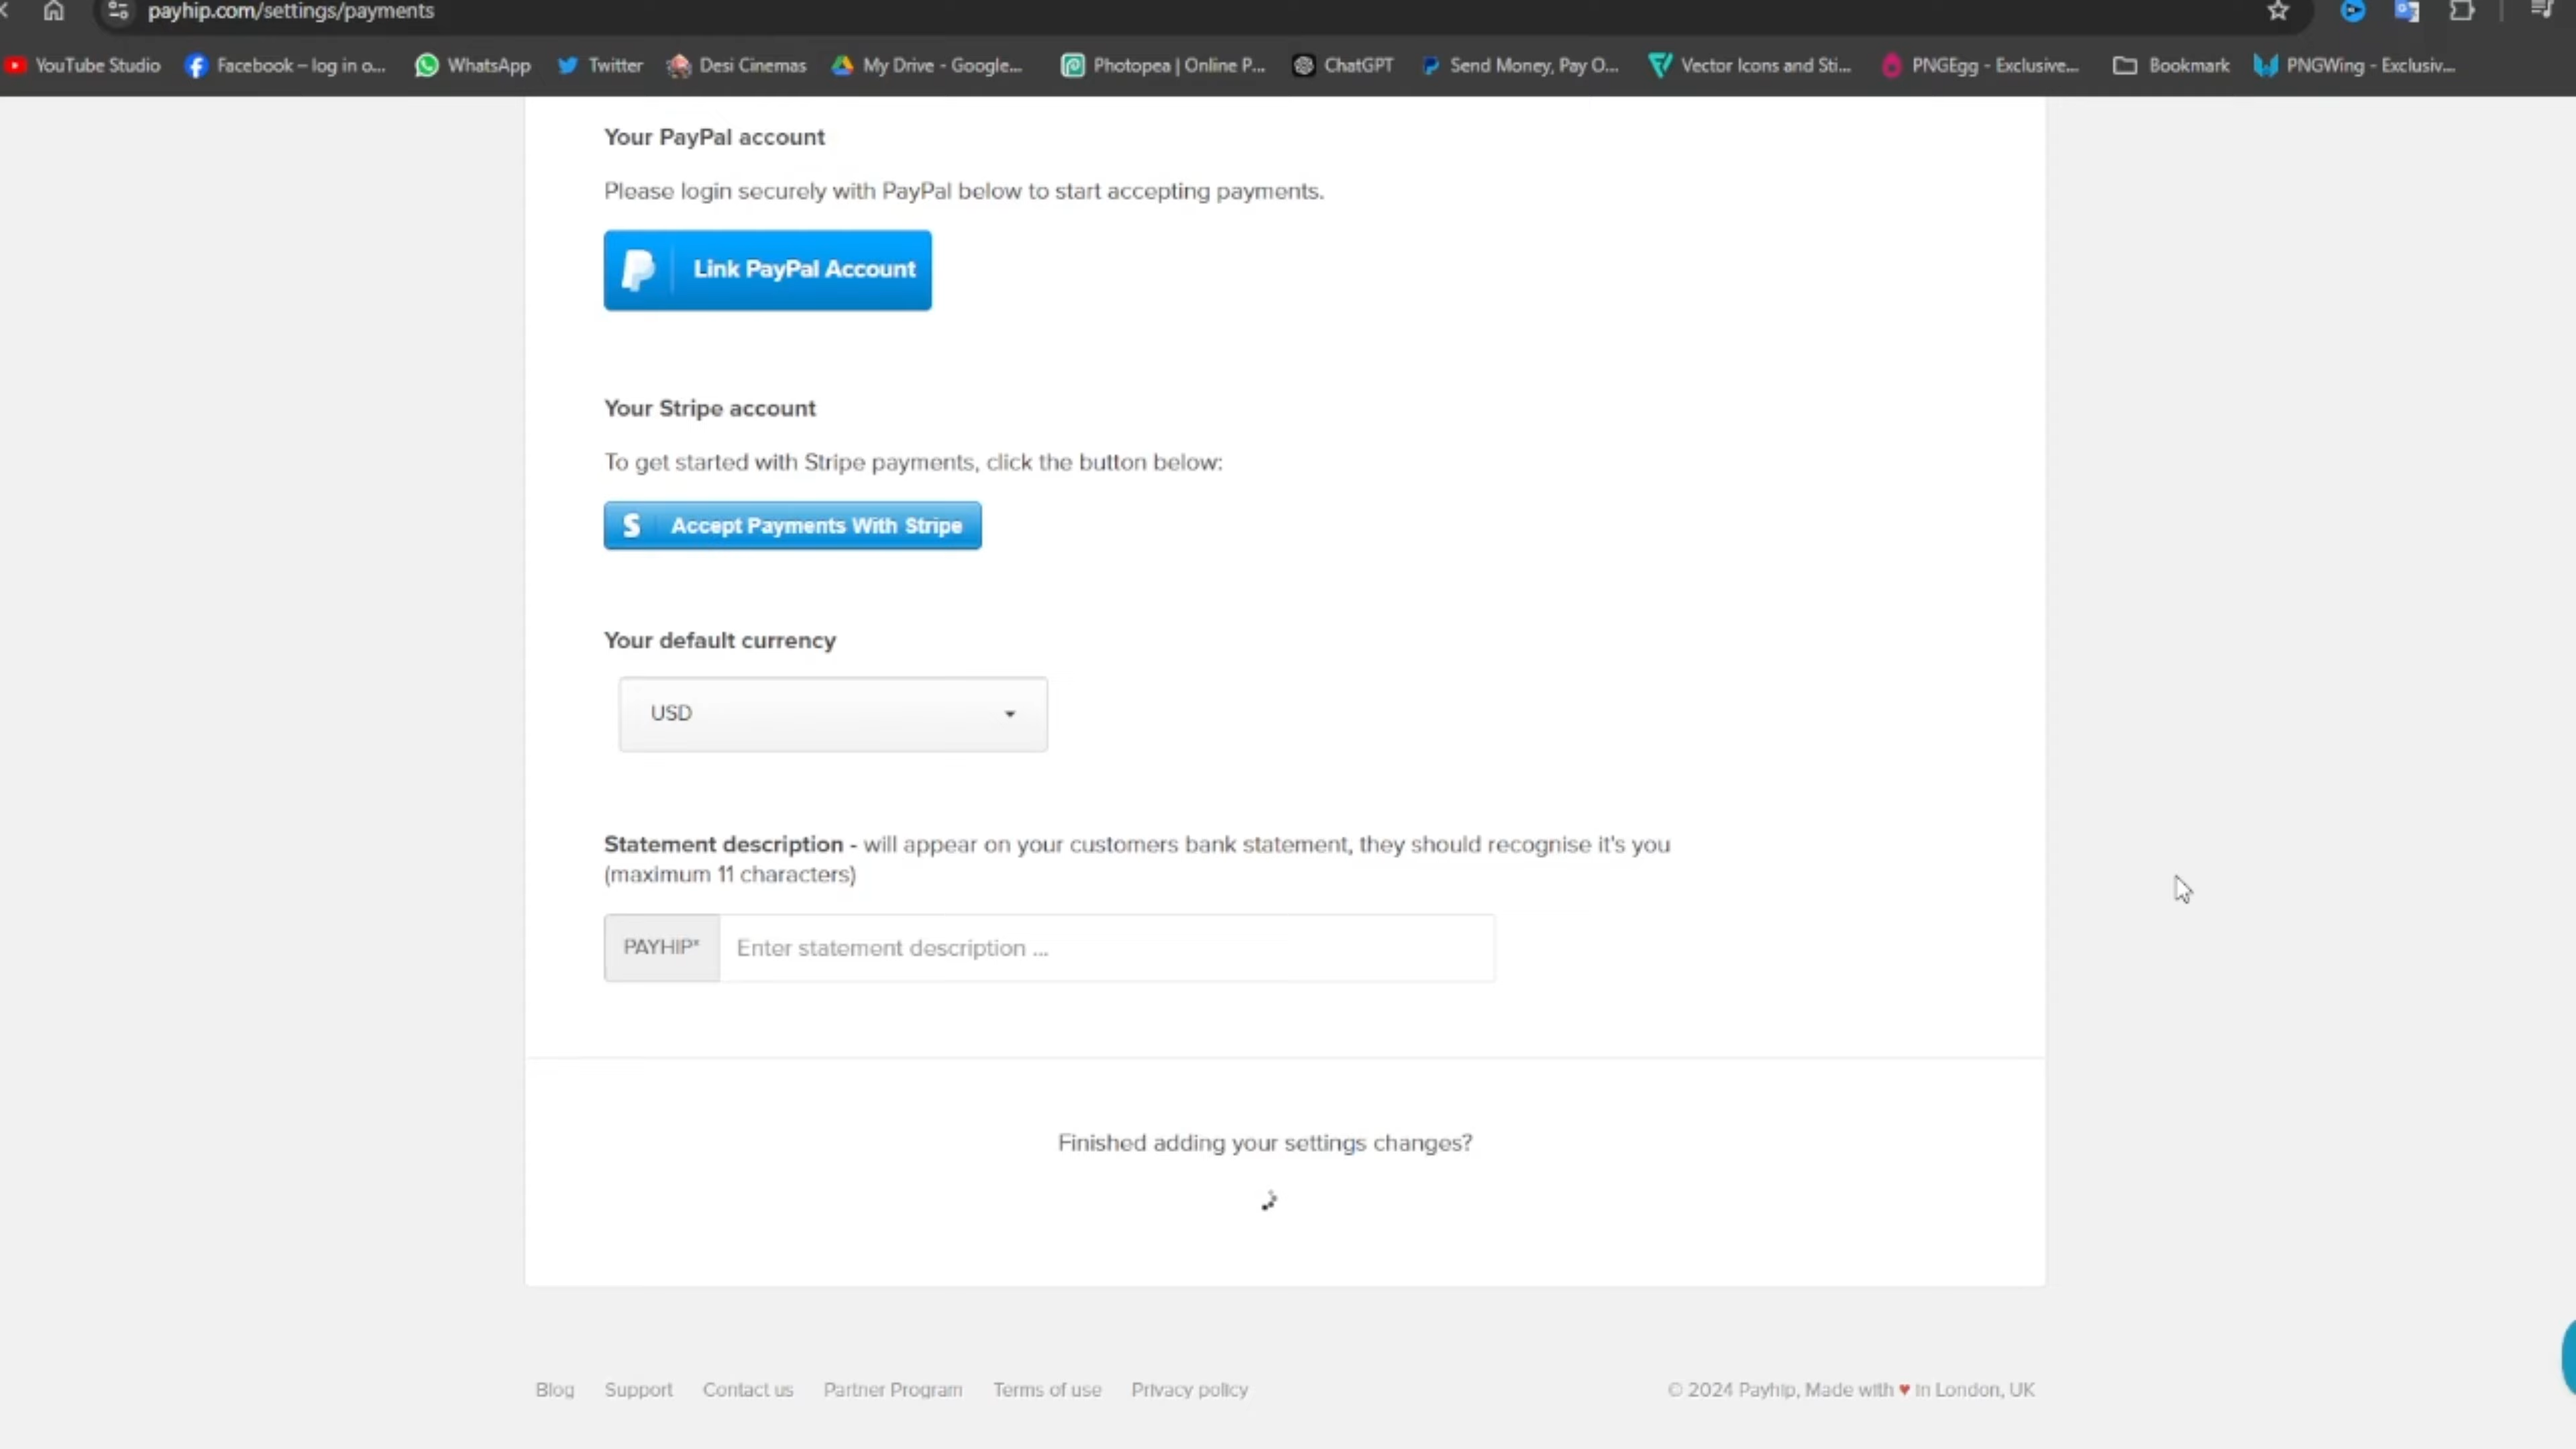 payhip.com/settings/payments
YouTube Studio Facebook – log in o... WhatsApp Twitter Desi Cinemas My Drive - Google... Photopea | Online P... ChatGPT Send Money, Pay O... Vector Icons and Sti... PNGEgg - Exclusive... Bookmark PNGWing - Exclusiv...
Your PayPal account
Please login securely with PayPal below to start accepting payments.
Link PayPal Account
Your Stripe account
To get started with Stripe payments, click the button below:
S Accept Payments With Stripe
Your default currency
USD
Statement description - will appear on your customers bank statement, they should recognise it's you
(maximum 11 characters)
PAYHIP* Enter statement description ...
Finished adding your settings changes?
Blog Support Contact us Partner Program Terms of use Privacy policy © 2024 Payhip, Made with ♥ in London, UK